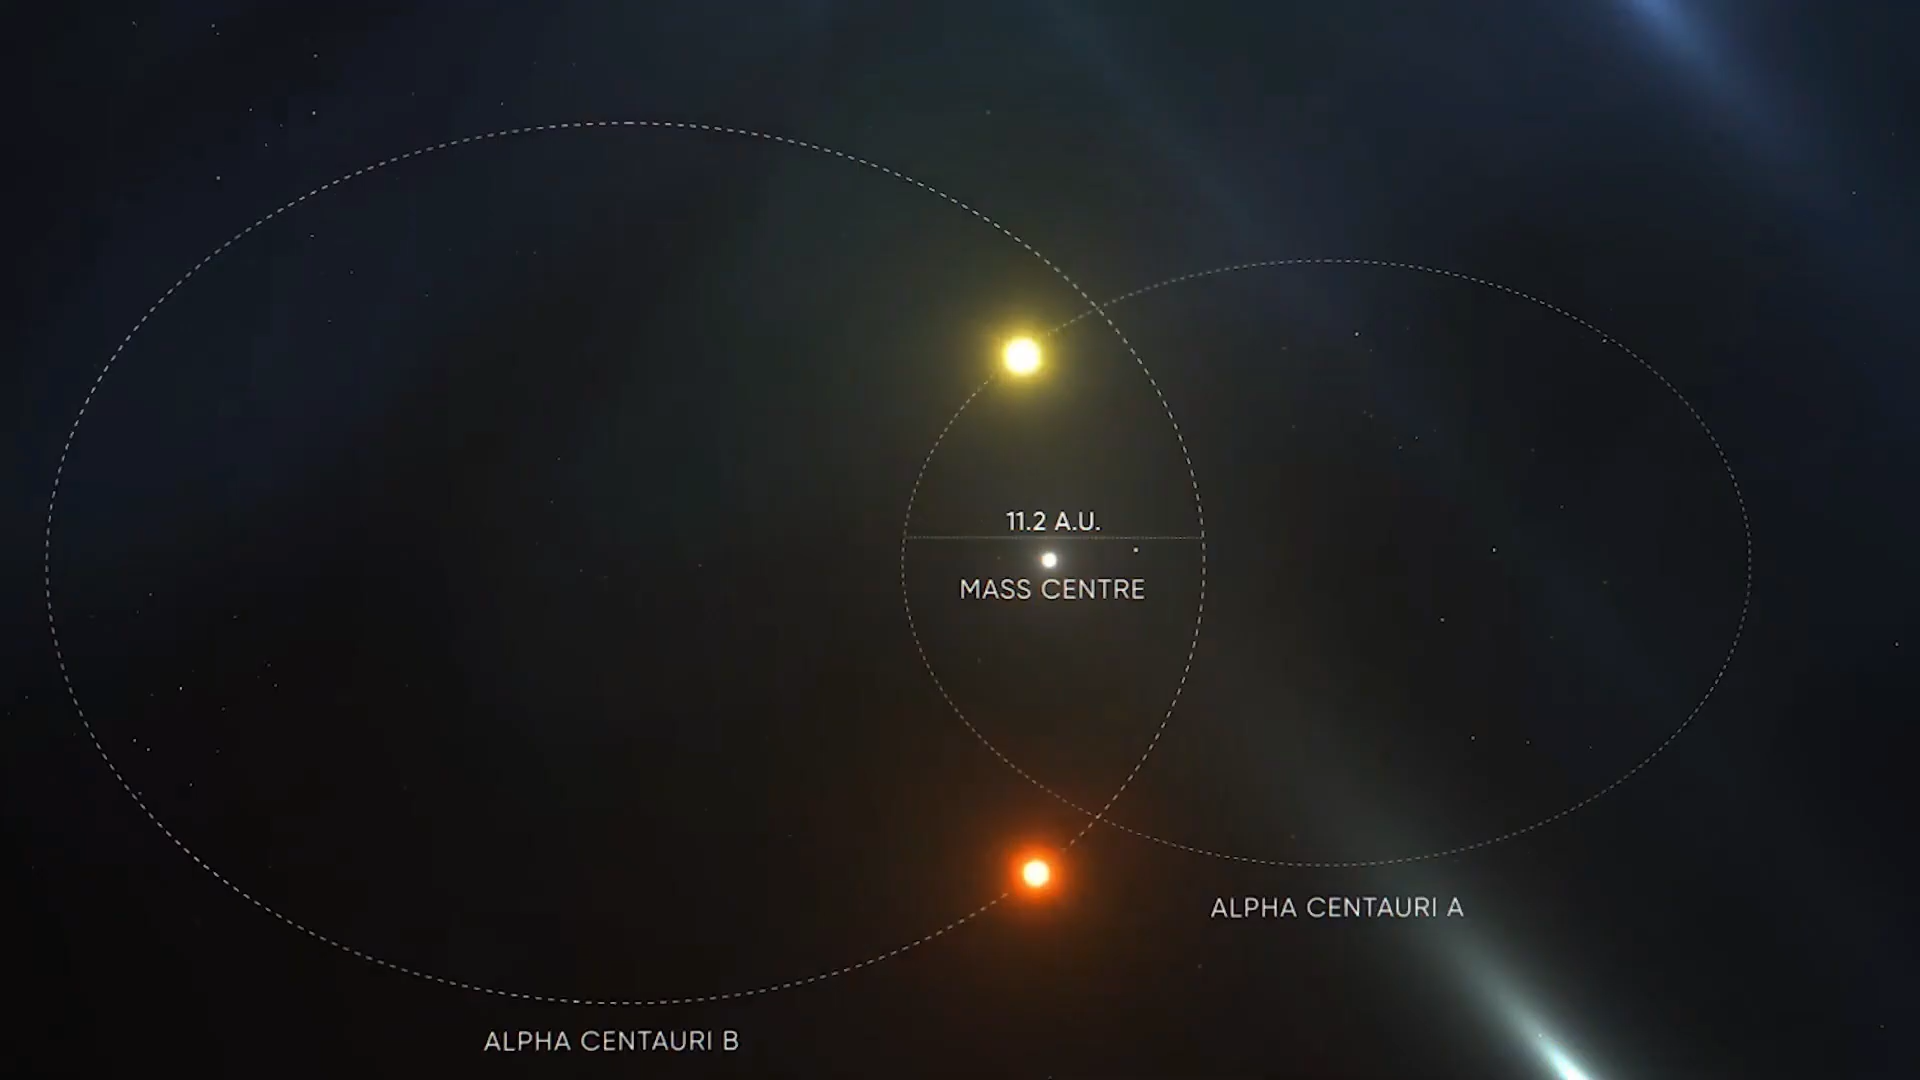 11.2 A.U.
MASS CENTRE
ALPHA CENTAURI A
ALPHA CENTAURI B